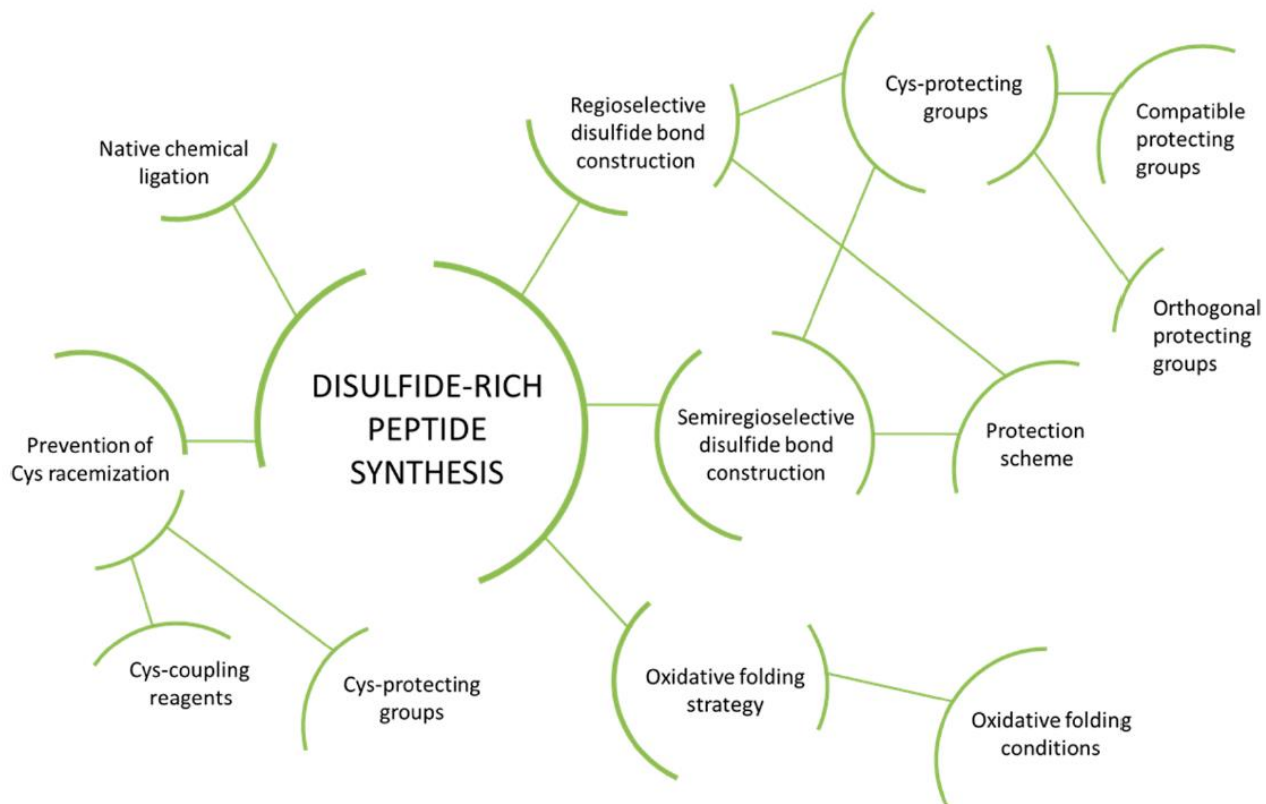 Native chemical
ligation
Regioselective
disulfide bond
construction
Cys-protecting
groups
Compatible
protecting
groups
Orthogonal
protecting
groups
DISULFIDE-RICH
PEPTIDE
SYNTHESIS
Prevention of
Cys racemization
Semiregioselective
disulfide bond
construction
Protection
scheme
Cys-coupling
reagents
Cys-protecting
groups
Oxidative folding
strategy
Oxidative folding
conditions